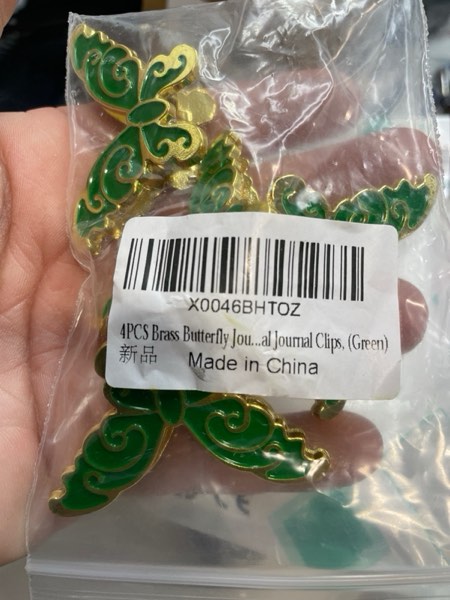 X0046BHTOZ
4PCS Brass Butterfly Jou...al Journal Clips, (Green)
新品
Made in China